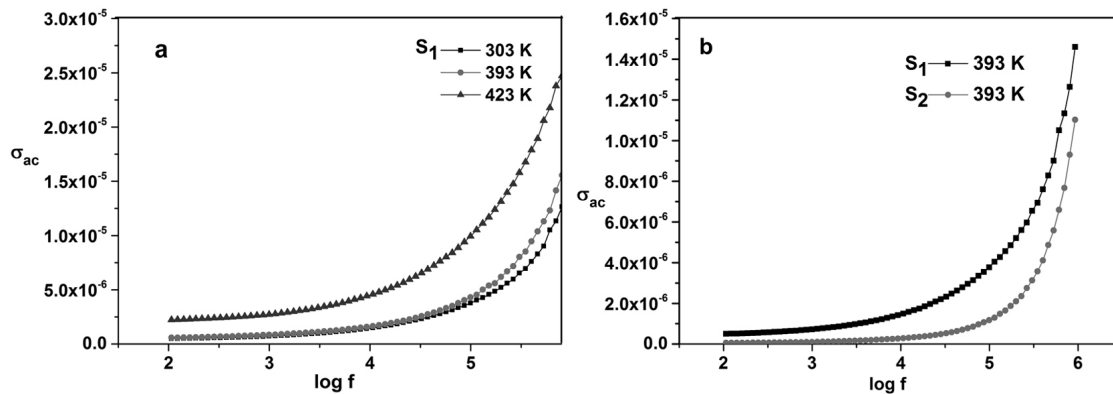 a
S₁ 303 K
393 K
423 K
3.0x10⁻⁵
2.5x10⁻⁵
2.0x10⁻⁵
1.5x10⁻⁵
1.0x10⁻⁵
5.0x10⁻⁶
0.0
σac
2 3 4 5
log f
b
S₁ 393 K
S₂ 393 K
1.6x10⁻⁵
1.4x10⁻⁵
1.2x10⁻⁵
1.0x10⁻⁵
8.0x10⁻⁶
6.0x10⁻⁶
4.0x10⁻⁶
2.0x10⁻⁶
0.0
σac
2 3 4 5 6
log f